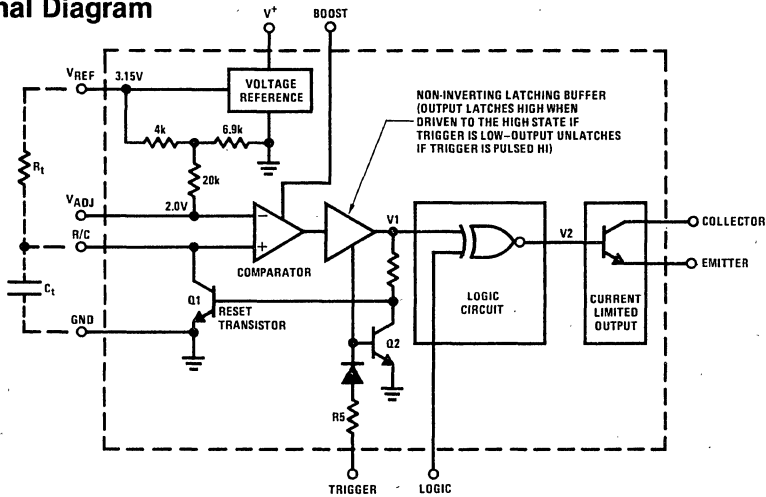 nal Diagram
V+
BOOST
VREF
3.15V
VOLTAGE
REFERENCE
4k
6.9k
20k
Rt
VADJ
2.0V
R/C
Ct
GND
Q1
RESET
TRANSISTOR
COMPARATOR
−
+
NON-INVERTING LATCHING BUFFER
(OUTPUT LATCHES HIGH WHEN
DRIVEN TO THE HIGH STATE IF
TRIGGER IS LOW–OUTPUT UNLATCHES
IF TRIGGER IS PULSED HI)
V1
Q2
R5
LOGIC
CIRCUIT
V2
CURRENT
LIMITED
OUTPUT
COLLECTOR
EMITTER
TRIGGER
LOGIC